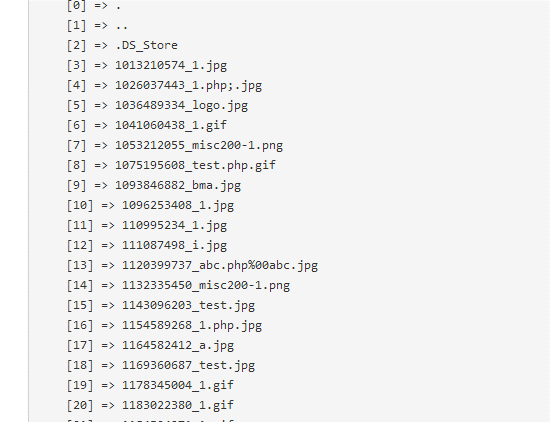 [0] => .
[1] => ..
[2] => .DS_Store
[3] => 1013210574_1.jpg
[4] => 1026037443_1.php;.jpg
[5] => 1036489334_logo.jpg
[6] => 1041060438_1.gif
[7] => 1053212055_misc200-1.png
[8] => 1075195608_test.php.gif
[9] => 1093846882_bma.jpg
[10] => 1096253408_1.jpg
[11] => 110995234_1.jpg
[12] => 111087498_i.jpg
[13] => 1120399737_abc.php%00abc.jpg
[14] => 1132335450_misc200-1.png
[15] => 1143096203_test.jpg
[16] => 1154589268_1.php.jpg
[17] => 1164582412_a.jpg
[18] => 1169360687_test.jpg
[19] => 1178345004_1.gif
[20] => 1183022380_1.gif